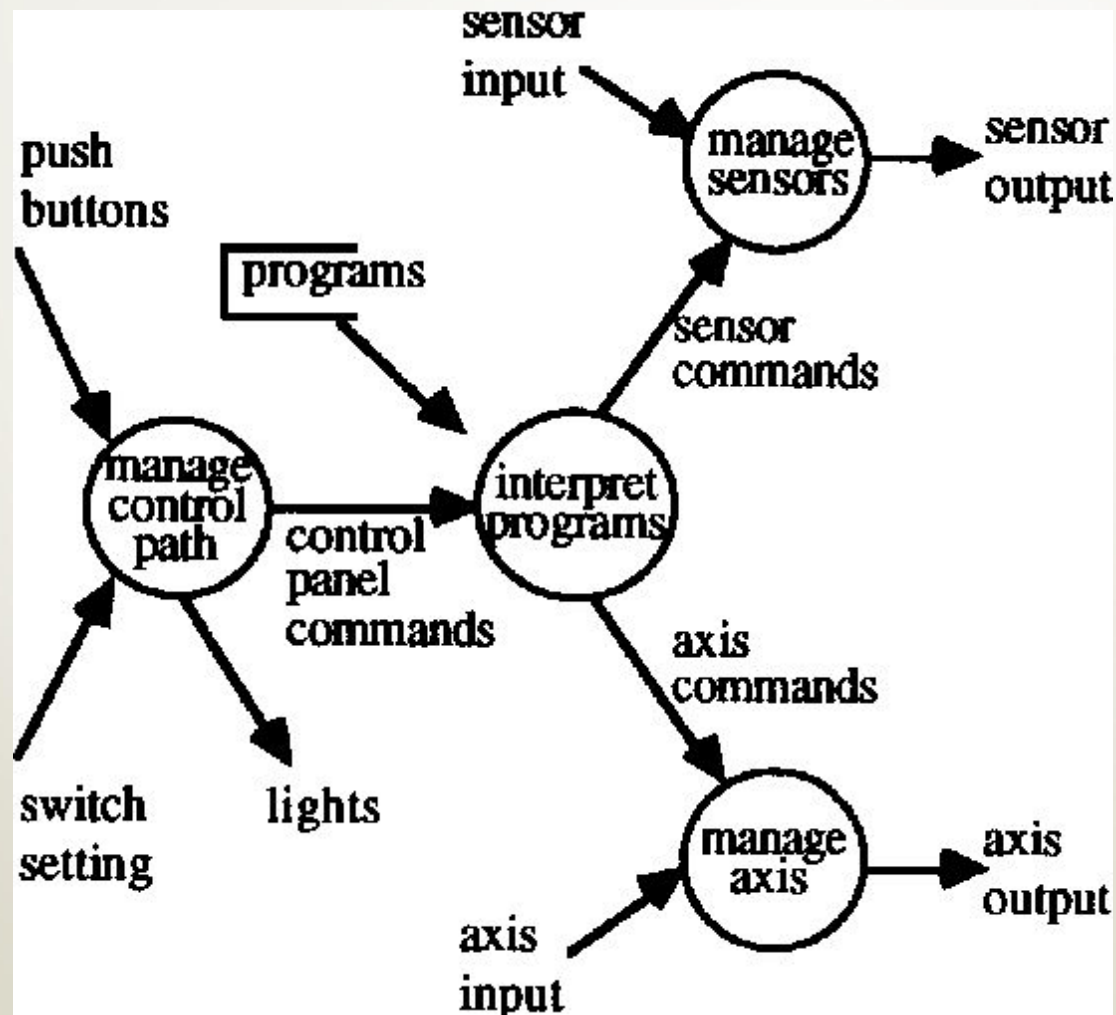 sensor
input
manage
sensors
sensor
output
push
buttons
programs
sensor
commands
manage
control
path
control
panel
commands
interpret
programs
axis
commands
switch
setting
lights
manage
axis
axis
output
axis
input